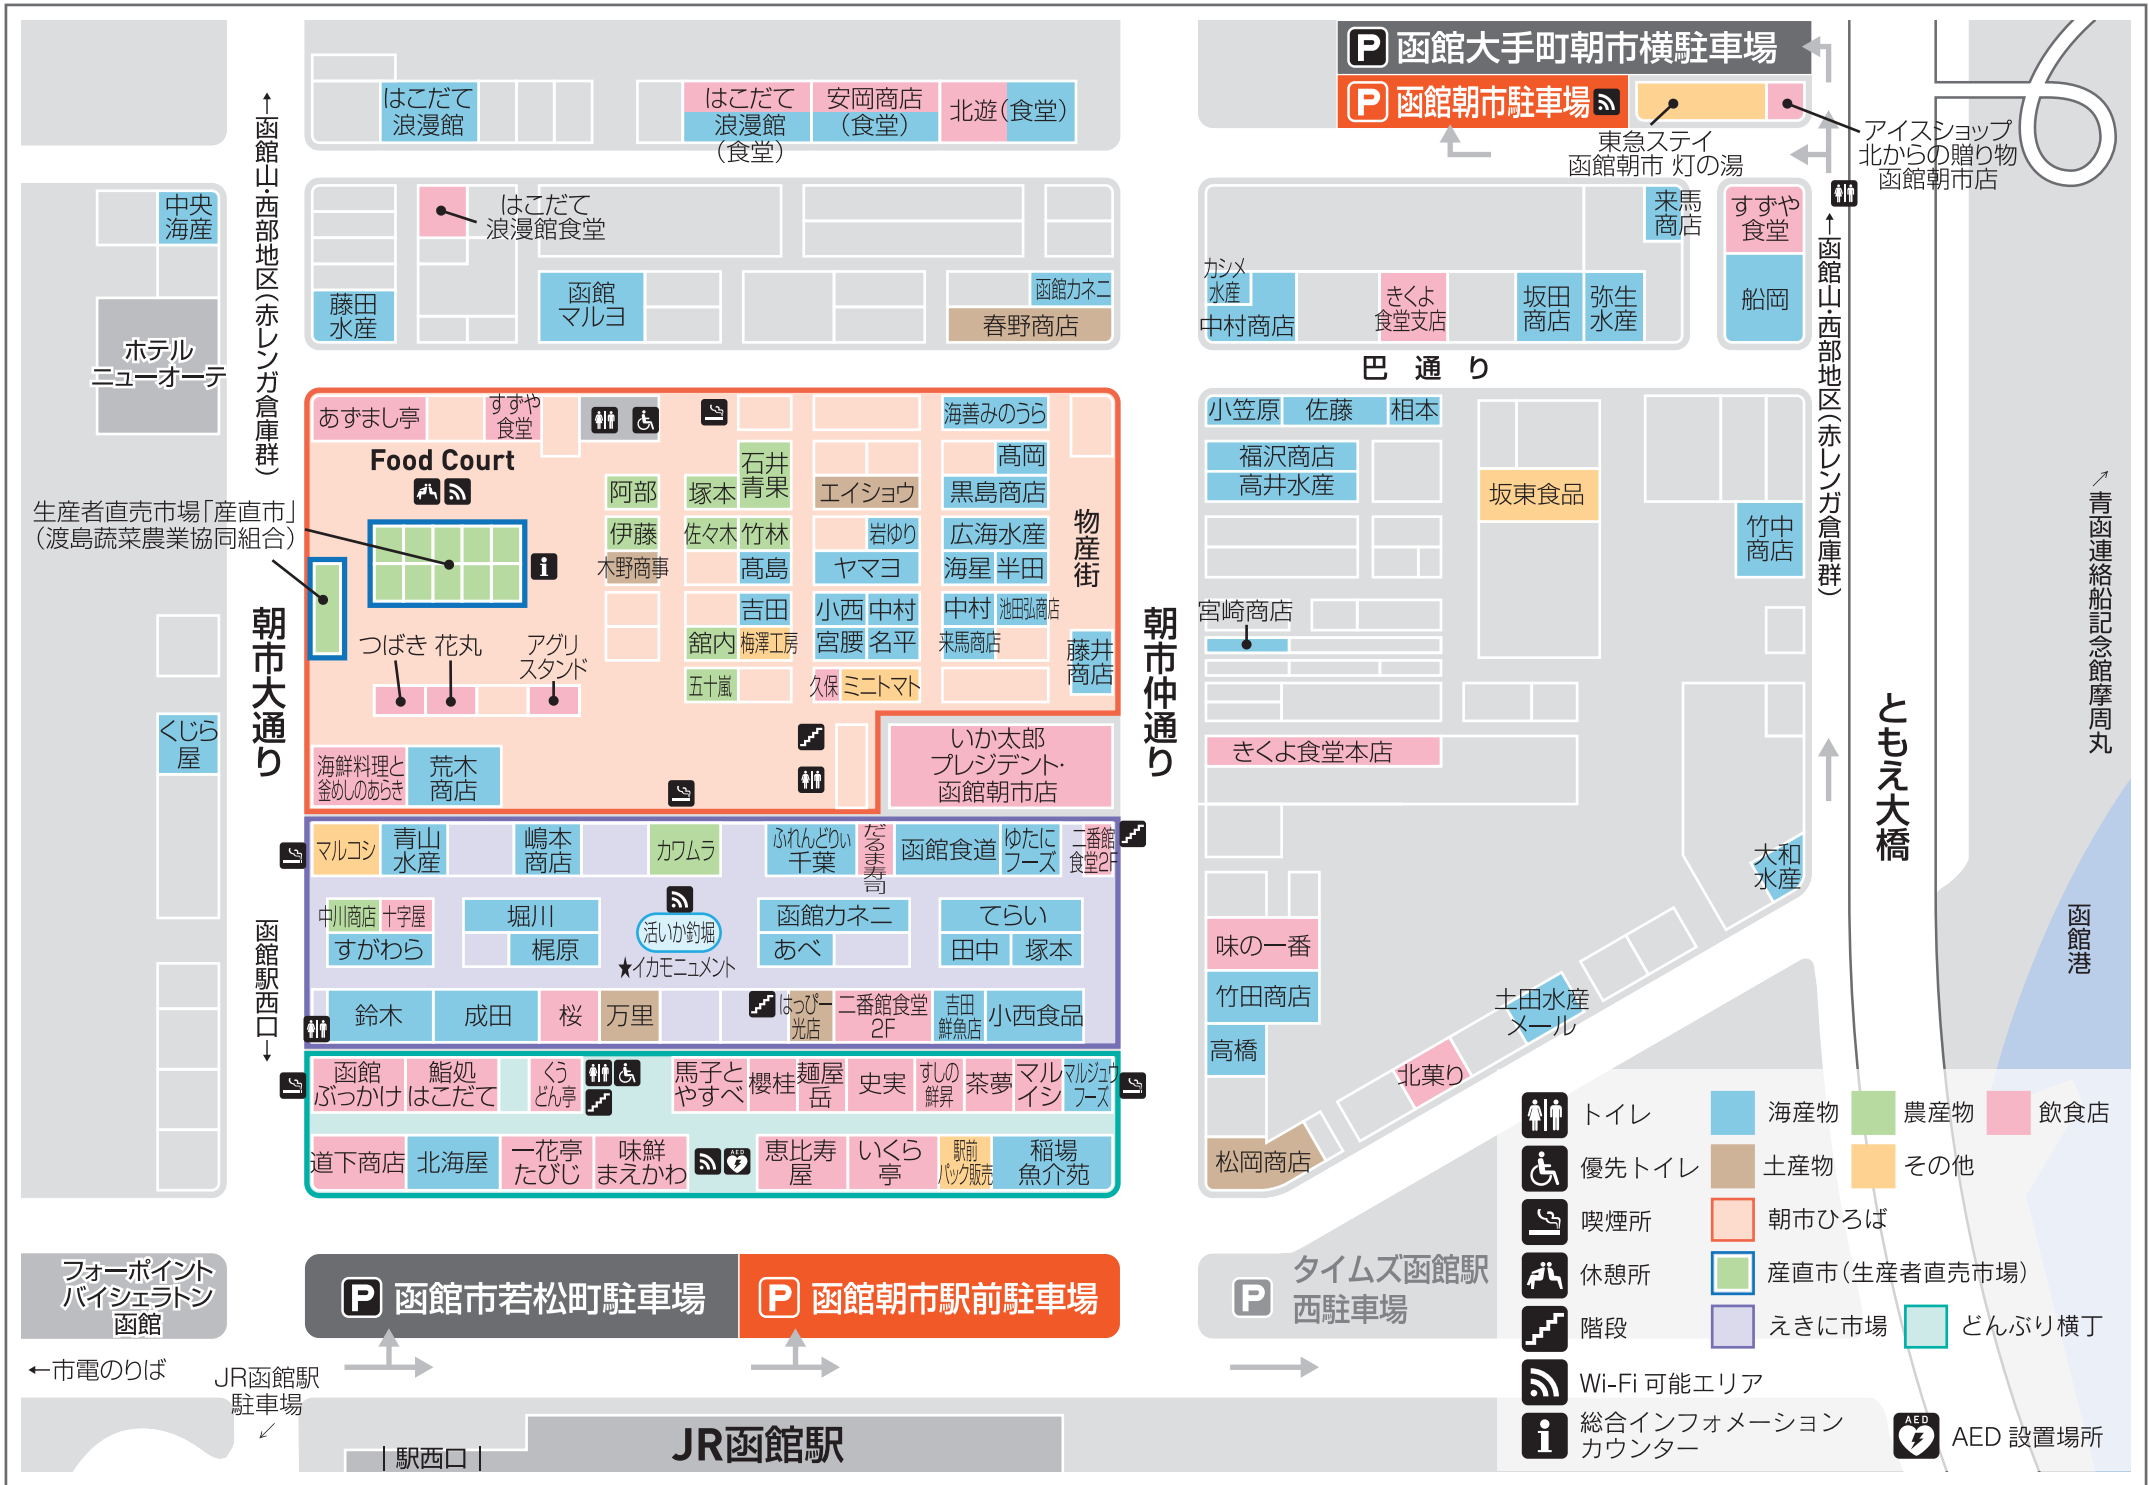 函館大手町朝市横駐車場
函館朝市駐車場
東急ステイ
函館朝市 灯の湯
アイスショップ
北からの贈り物
函館朝市店
はこだて
浪漫館
はこだて
浪漫館
(食堂)
安岡商店
(食堂)
北遊(食堂)
←函館山・西部地区(赤レンガ倉庫群)
中央
海産
はこだて
浪漫館食堂
藤田
水産
函館
マルヨ
函館カネニ
春野商店
来馬
商店
すずや
食堂
カシメ
水産
中村商店
きくよ
食堂支店
坂田
商店
弥生
水産
船岡
←函館山・西部地区(赤レンガ倉庫群)
ホテル
ニューオーテ
巴通り
あずまし亭
すずや
食堂
Food Court
生産者直売市場「産直市」
(渡島蔬菜農業協同組合)
海善みのうら
髙岡
石井
青果
阿部
塚本
エイショウ
黒島商店
伊藤
佐々木
竹林
岩ゆり
広海水産
木野商事
髙島
ヤマヨ
海星
半田
物産街
吉田
小西
中村
中村
池田弘商店
舘内
梅澤工房
宮腰
名平
来馬商店
藤井
商店
五十嵐
久保
ミニトマト
つばき
花丸
アグリ
スタンド
海鮮料理と
釜めしのあらき
荒木
商店
いか太郎
プレジデント・
函館朝市店
朝市大通り
朝市仲通り
小笠原
佐藤
相本
福沢商店
高井水産
坂東食品
竹中
商店
宮崎商店
きくよ食堂本店
大和
水産
ともえ大橋
↗青函連絡船記念館摩周丸
函館港
くじら
屋
マルコシ
青山
水産
嶋本
商店
カワムラ
ふれんどりぃ
千葉
だるま寿司
函館食道
ゆたに
フーズ
二番館
食堂2F
中川商店
十字屋
すがわら
堀川
梶原
活いか釣堀
★イカモニュメント
函館カネニ
あべ
てらい
田中
塚本
鈴木
成田
桜
万里
はっぴー
光店
二番館食堂
2F
吉田
鮮魚店
小西食品
函館駅西口→
味の一番
竹田商店
高橋
土田水産
メール
北菓り
松岡商店
函館
ぶっかけ
鮨処
はこだて
くう
どん亭
馬子と
やすべ
櫻桂
麺屋
岳
史実
すしの
鮮昇
茶夢
マル
イシ
マルジュウ
フーズ
道下商店
北海屋
一花亭
たびじ
味鮮
まえかわ
AED
恵比寿
屋
いくら
亭
駅前
パック販売
稲場
魚介苑
フォーポイント
バイシェラトン
函館
函館市若松町駐車場
函館朝市駅前駐車場
タイムズ函館駅
西駐車場
←市電のりば
JR函館駅
駐車場
↙
駅西口
JR函館駅
トイレ
優先トイレ
喫煙所
休憩所
階段
Wi-Fi 可能エリア
総合インフォメーション
カウンター
海産物
農産物
飲食店
土産物
その他
朝市ひろば
産直市(生産者直売市場)
えきに市場
どんぶり横丁
AED
AED 設置場所